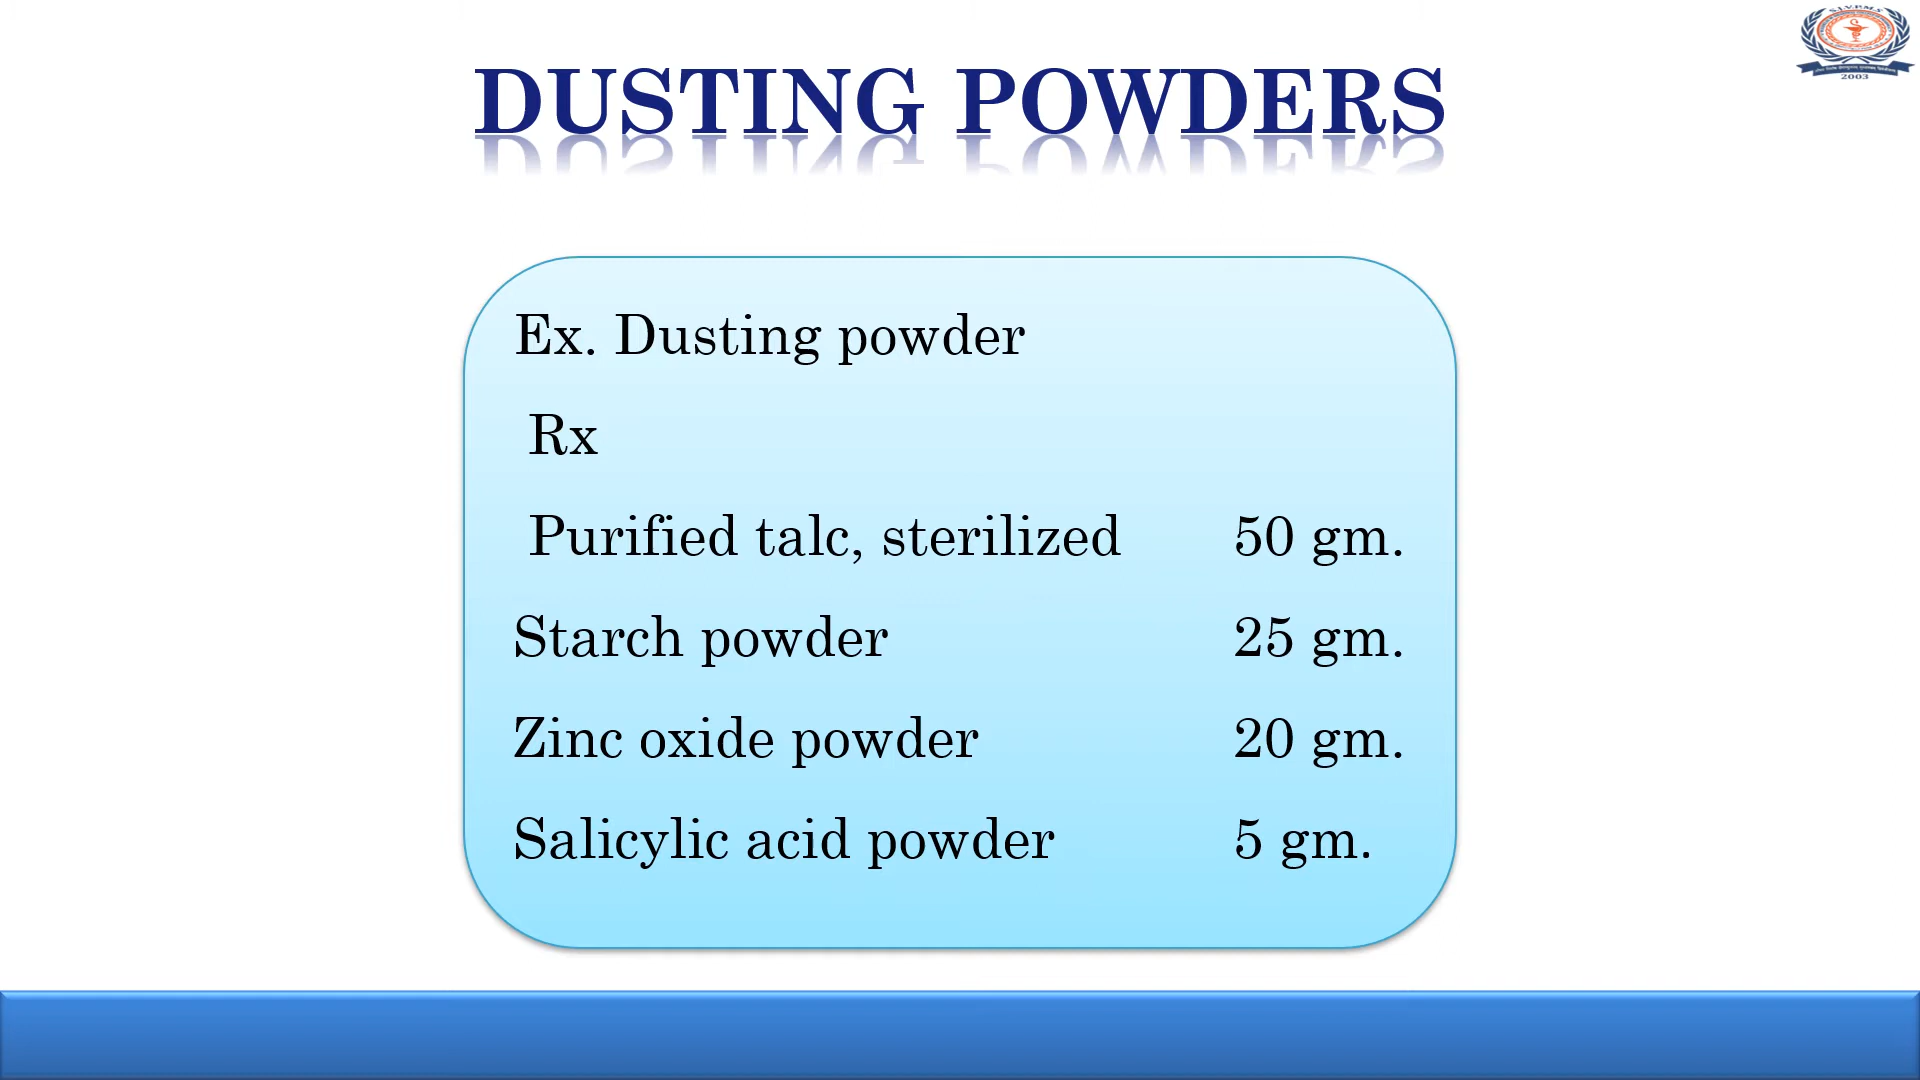 S.I.V.P.M.S
2003
DUSTING POWDERS
Ex. Dusting powder
Rx
Purified talc, sterilized 50 gm.
Starch powder 25 gm.
Zinc oxide powder 20 gm.
Salicylic acid powder 5 gm.